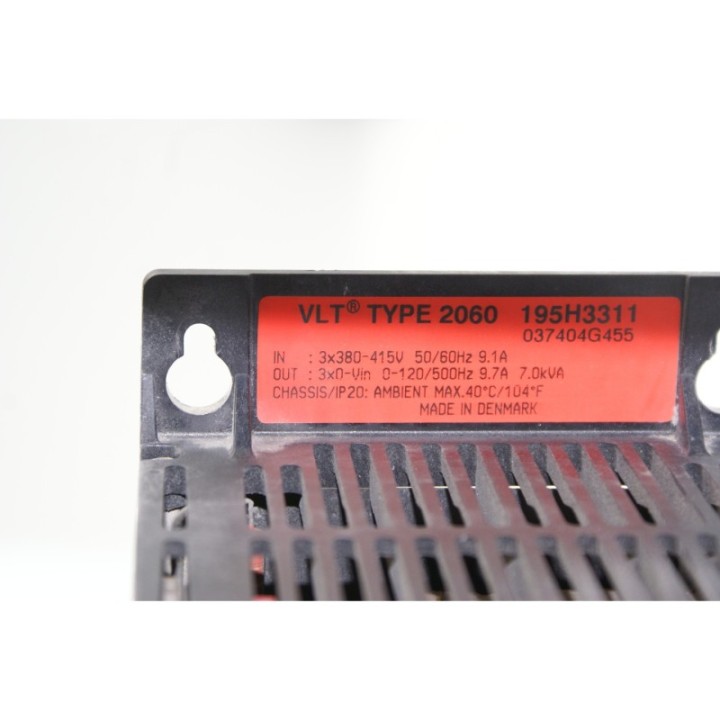 VLT® TYPE 2060 195H3311
037404G455
IN : 3x380-415V 50/60Hz 9.1A
OUT : 3x0-Vin 0-120/500Hz 9.7A 7.0kVA
CHASSIS/IP20: AMBIENT MAX.40°C/104°F
MADE IN DENMARK